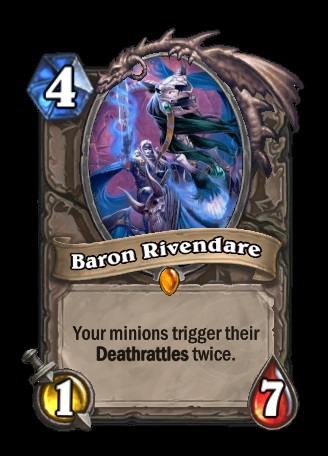 4
Baron Rivendare
Your minions trigger their
Deathrattles twice.
1
7